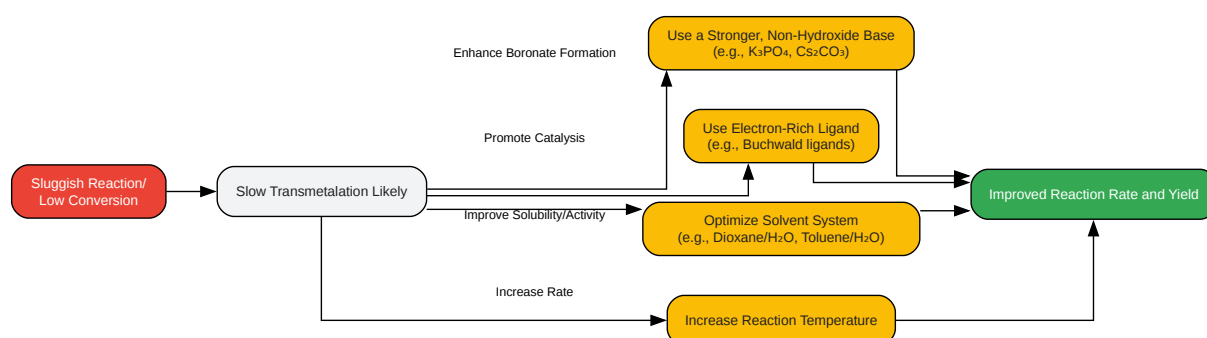 Sluggish Reaction/
Low Conversion
Slow Transmetalation Likely
Enhance Boronate Formation
Use a Stronger, Non-Hydroxide Base
(e.g., K₃PO₄, Cs₂CO₃)
Promote Catalysis
Use Electron-Rich Ligand
(e.g., Buchwald ligands)
Improve Solubility/Activity
Optimize Solvent System
(e.g., Dioxane/H₂O, Toluene/H₂O)
Increase Rate
Increase Reaction Temperature
Improved Reaction Rate and Yield